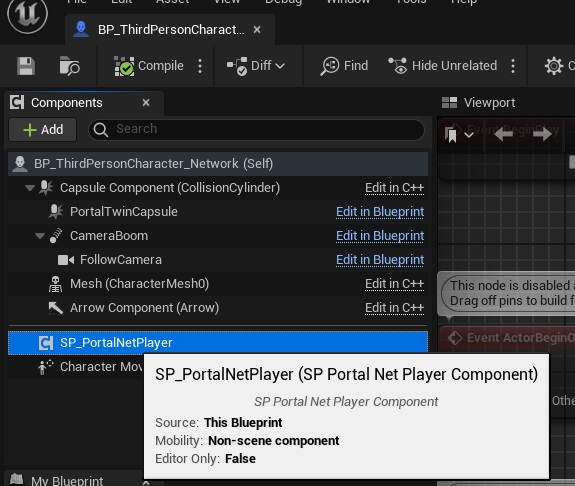 File Edit Asset View Debug Window Tools Help
BP_ThirdPersonCharact...
Compile
Diff
Find
Hide Unrelated
Components
Viewport
Add
Search
BP_ThirdPersonCharacter_Network (Self)
Capsule Component (CollisionCylinder) Edit in C++
PortalTwinCapsule Edit in Blueprint
CameraBoom Edit in Blueprint
FollowCamera Edit in Blueprint
Mesh (CharacterMesh0) Edit in C++
Arrow Component (Arrow) Edit in C++
SP_PortalNetPlayer
Character Mov
SP_PortalNetPlayer (SP Portal Net Player Component)
SP Portal Net Player Component
Source: This Blueprint
Mobility: Non-scene component
Editor Only: False
My Blueprint
Event BeginPlay
This node is disabled a
Drag off pins to build f
Event ActorBeginO
Othe